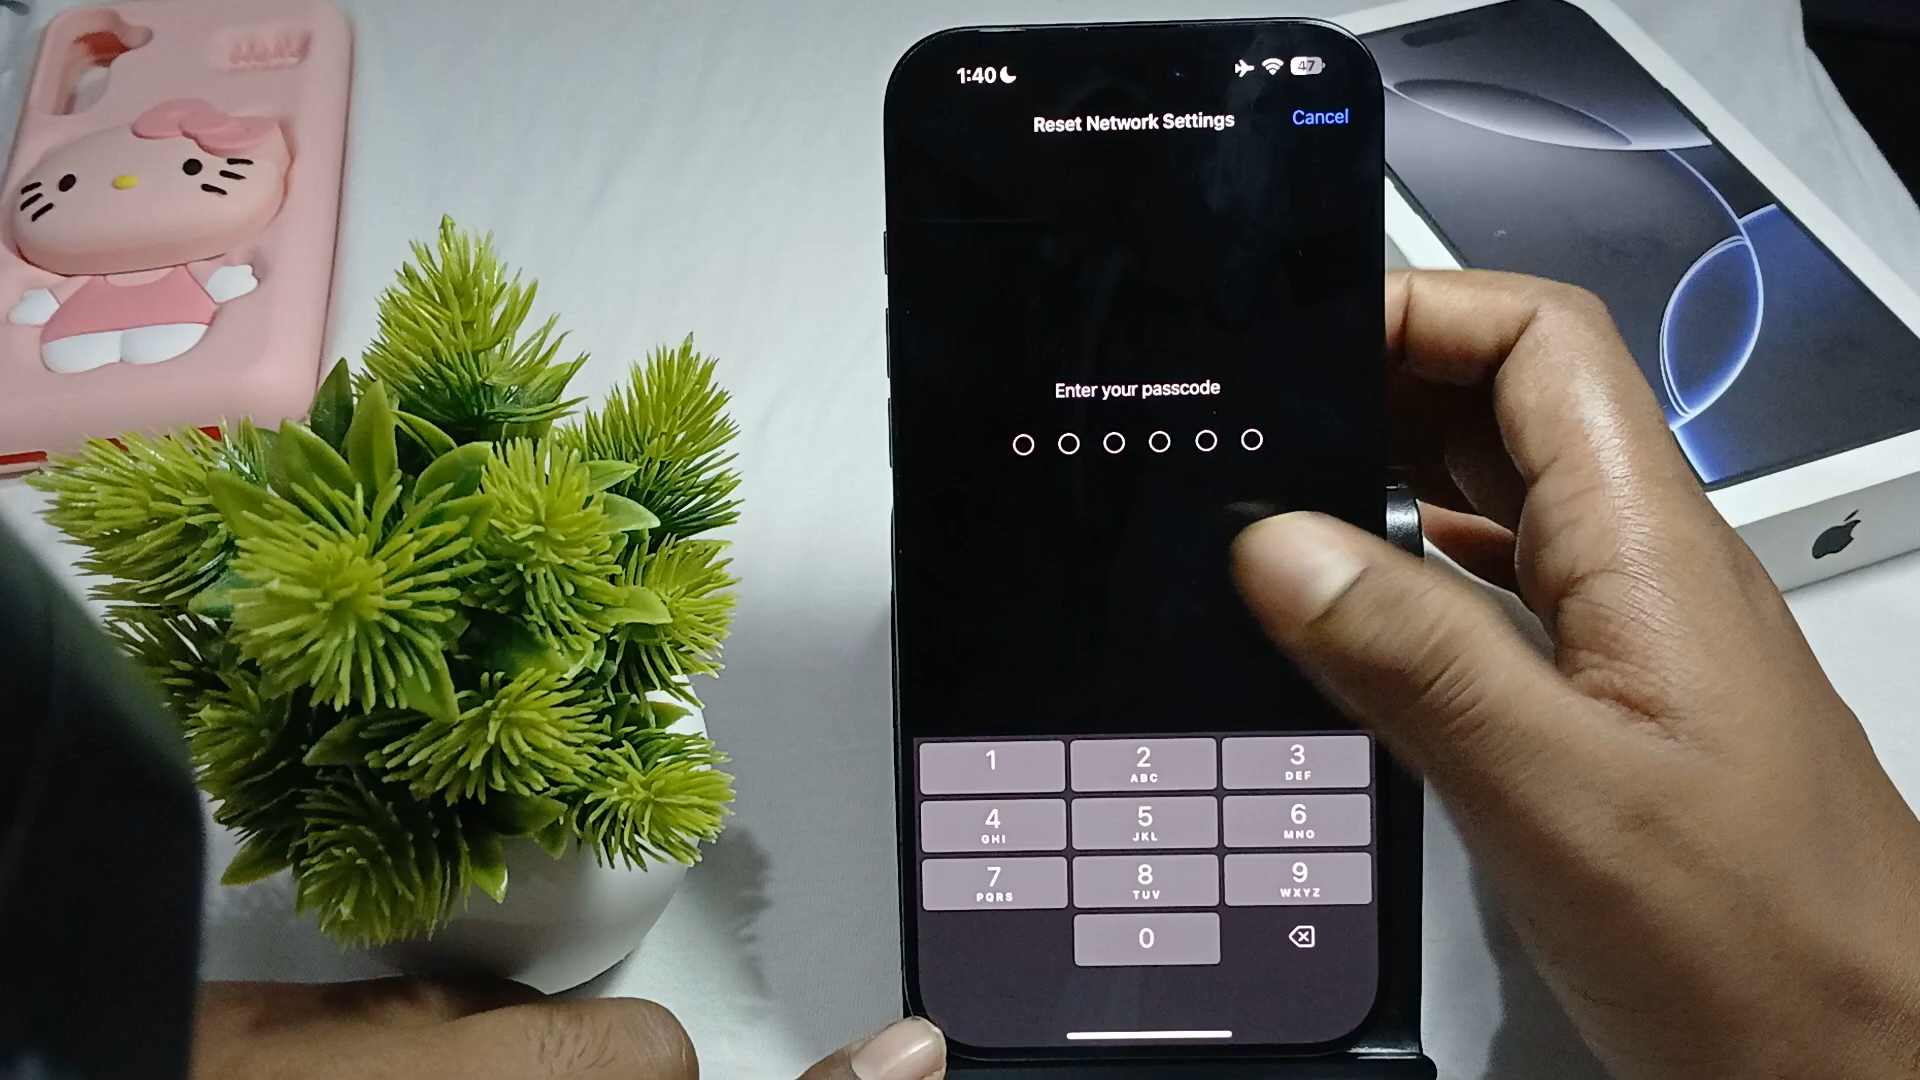 1:40
47
Reset Network Settings
Cancel
Enter your passcode
1
2
ABC
3
DEF
4
GHI
5
JKL
6
MNO
7
PQRS
8
TUV
9
WXYZ
0